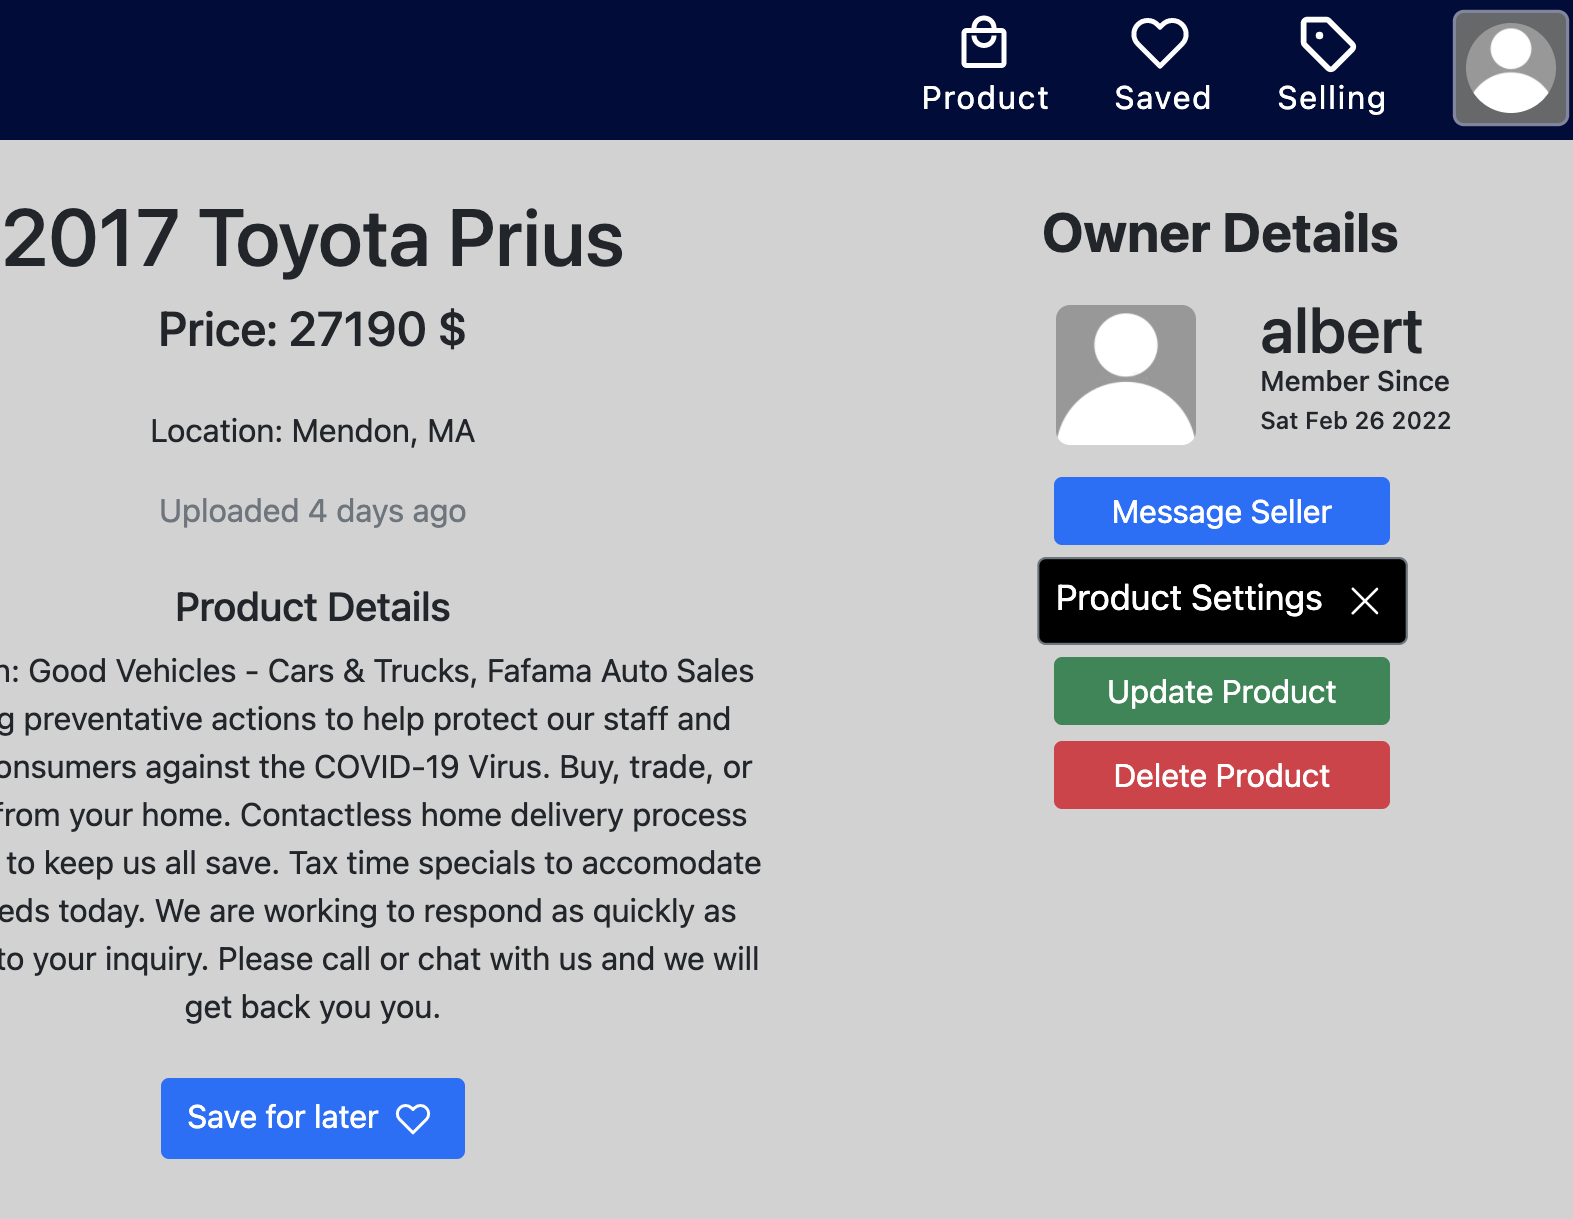 Product Saved Selling
2017 Toyota Prius
Price: 27190 $
Location: Mendon, MA
Uploaded 4 days ago
Product Details
: Good Vehicles - Cars & Trucks, Fafama Auto Sales
preventative actions to help protect our staff and
against the COVID-19 Virus. Buy, trade, or
from your home. Contactless home delivery process
to keep us all save. Tax time specials to accomodate
today. We are working to respond as quickly as
to your inquiry. Please call or chat with us and we will
get back you you.
Save for later
Owner Details
albert
Member Since
Sat Feb 26 2022
Message Seller
Product Settings
Update Product
Delete Product